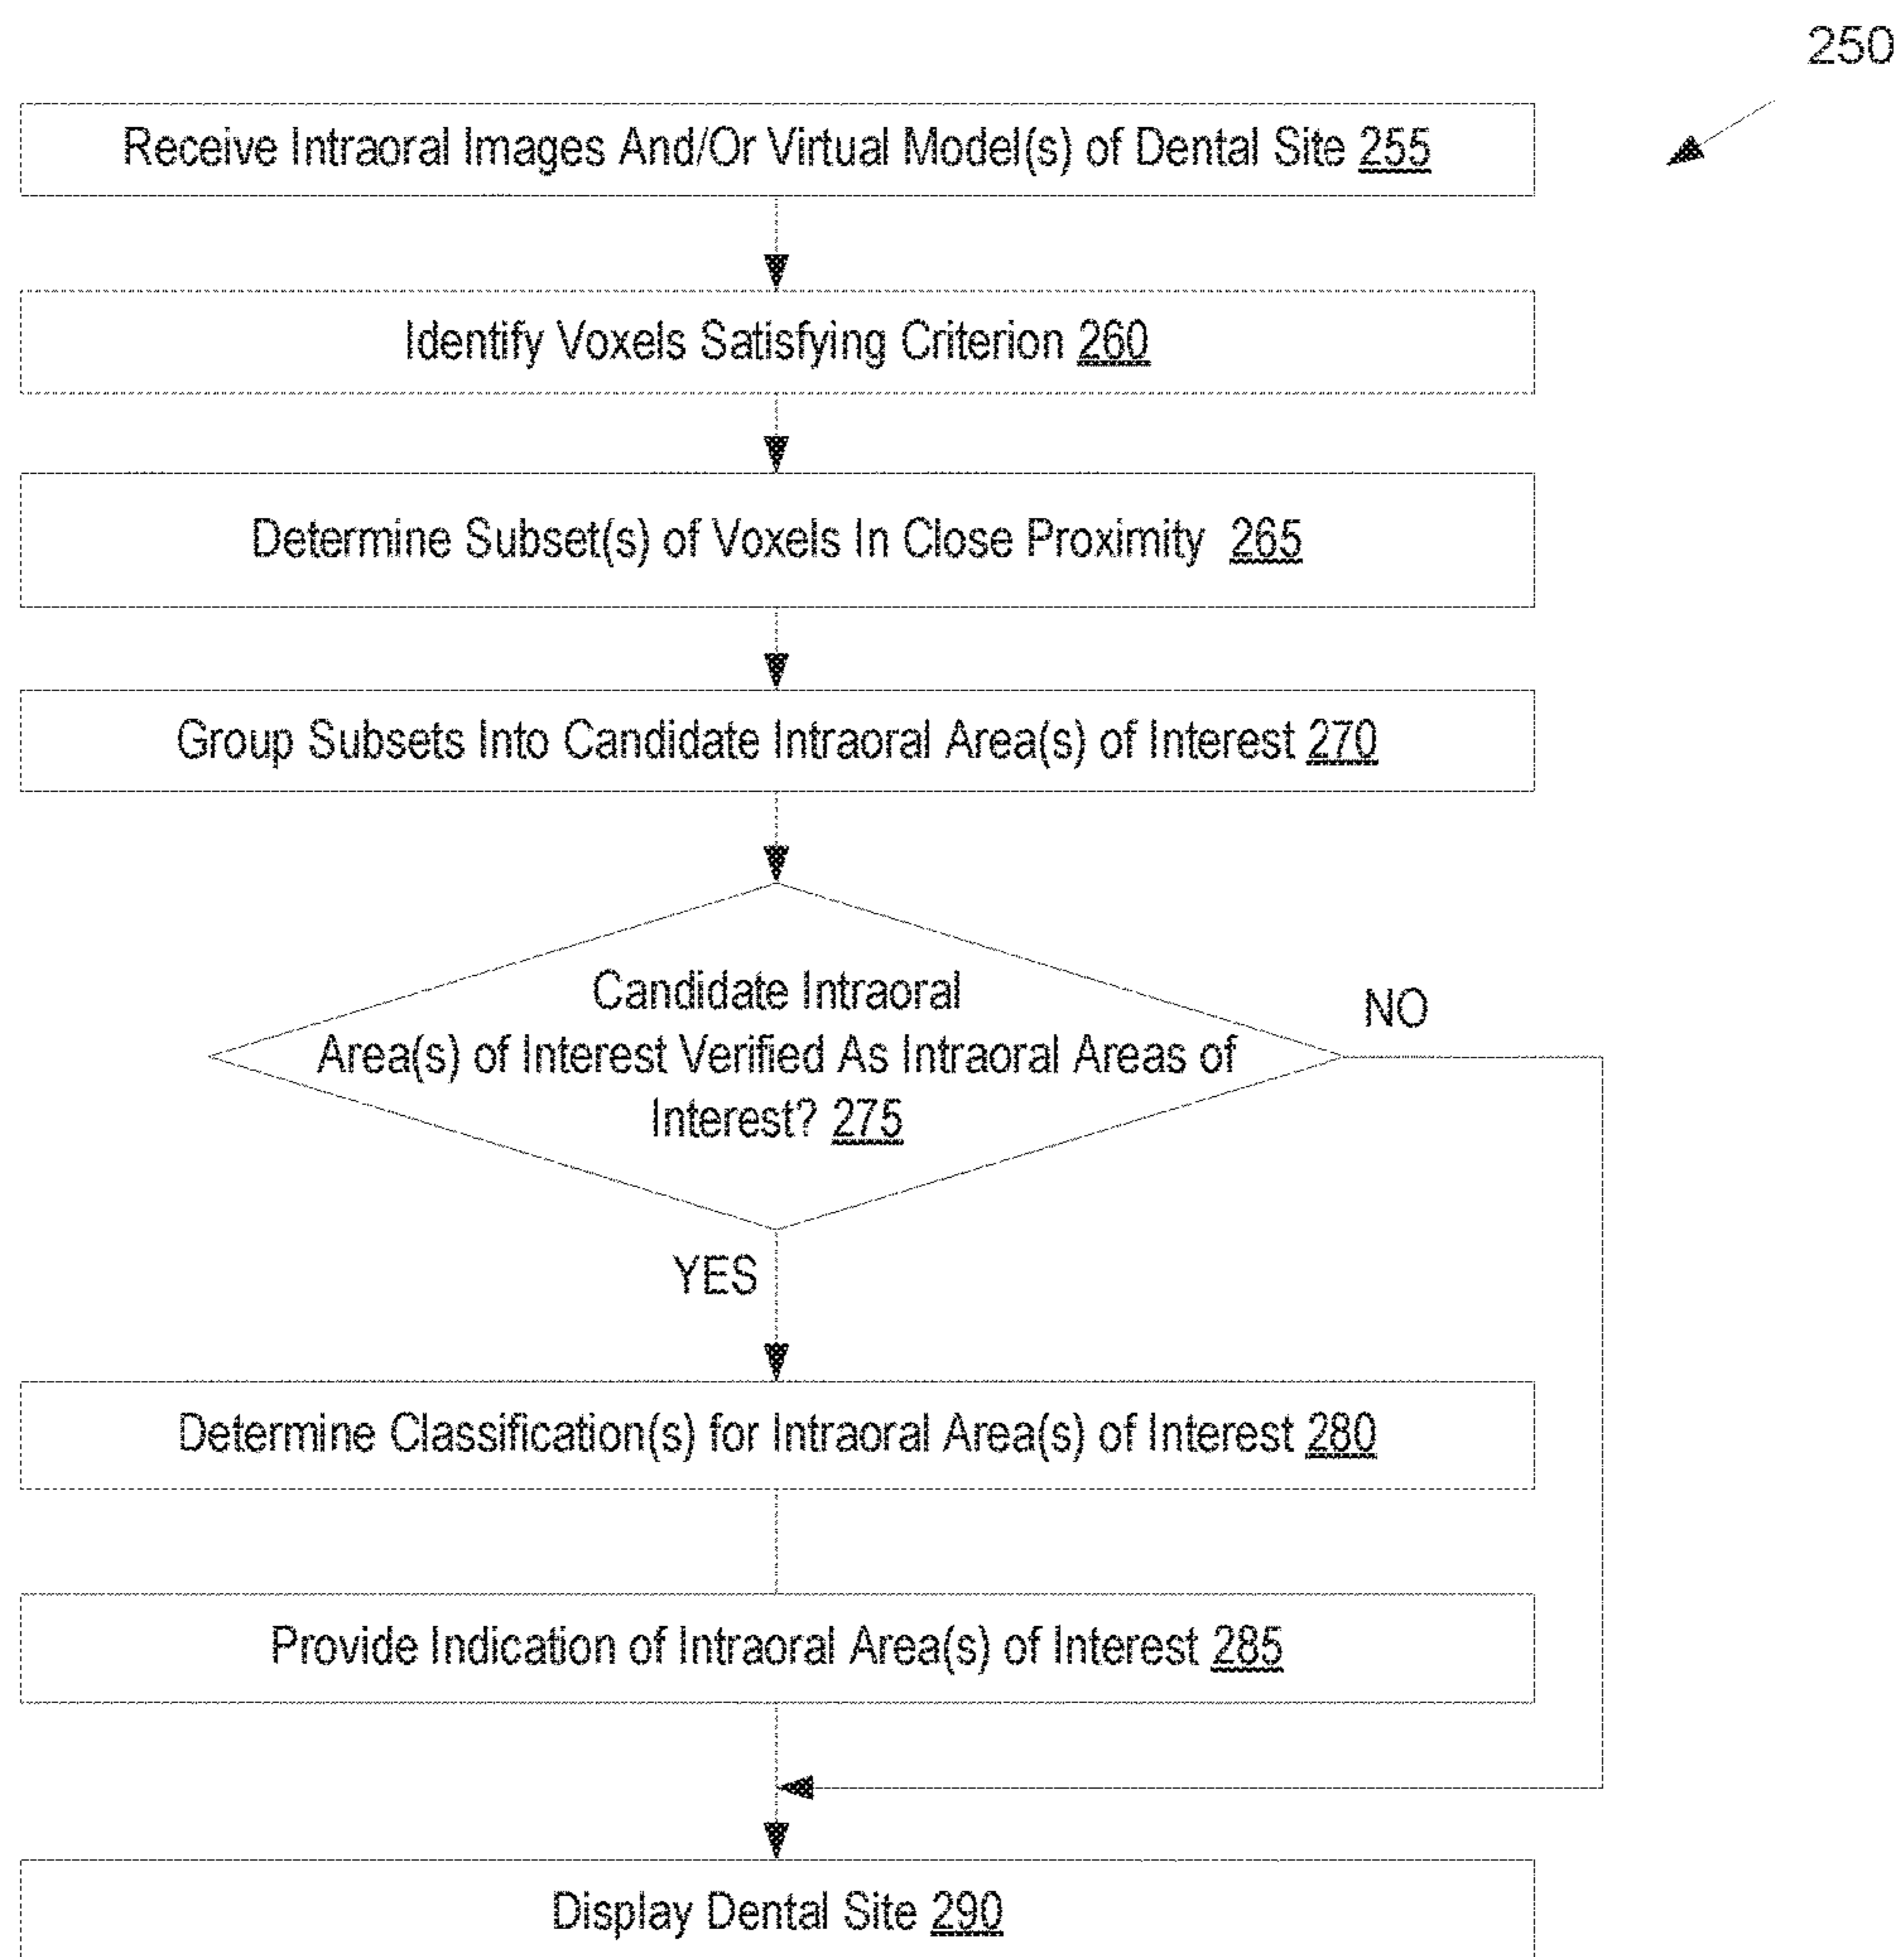 250
Receive Intraoral Images And/Or Virtual Model(s) of Dental Site 255
Identify Voxels Satisfying Criterion 260
Determine Subset(s) of Voxels In Close Proximity 265
Group Subsets Into Candidate Intraoral Area(s) of Interest 270
Candidate Intraoral
Area(s) of Interest Verified As Intraoral Areas of
Interest? 275
NO
YES
Determine Classification(s) for Intraoral Area(s) of Interest 280
Provide Indication of Intraoral Area(s) of Interest 285
Display Dental Site 290